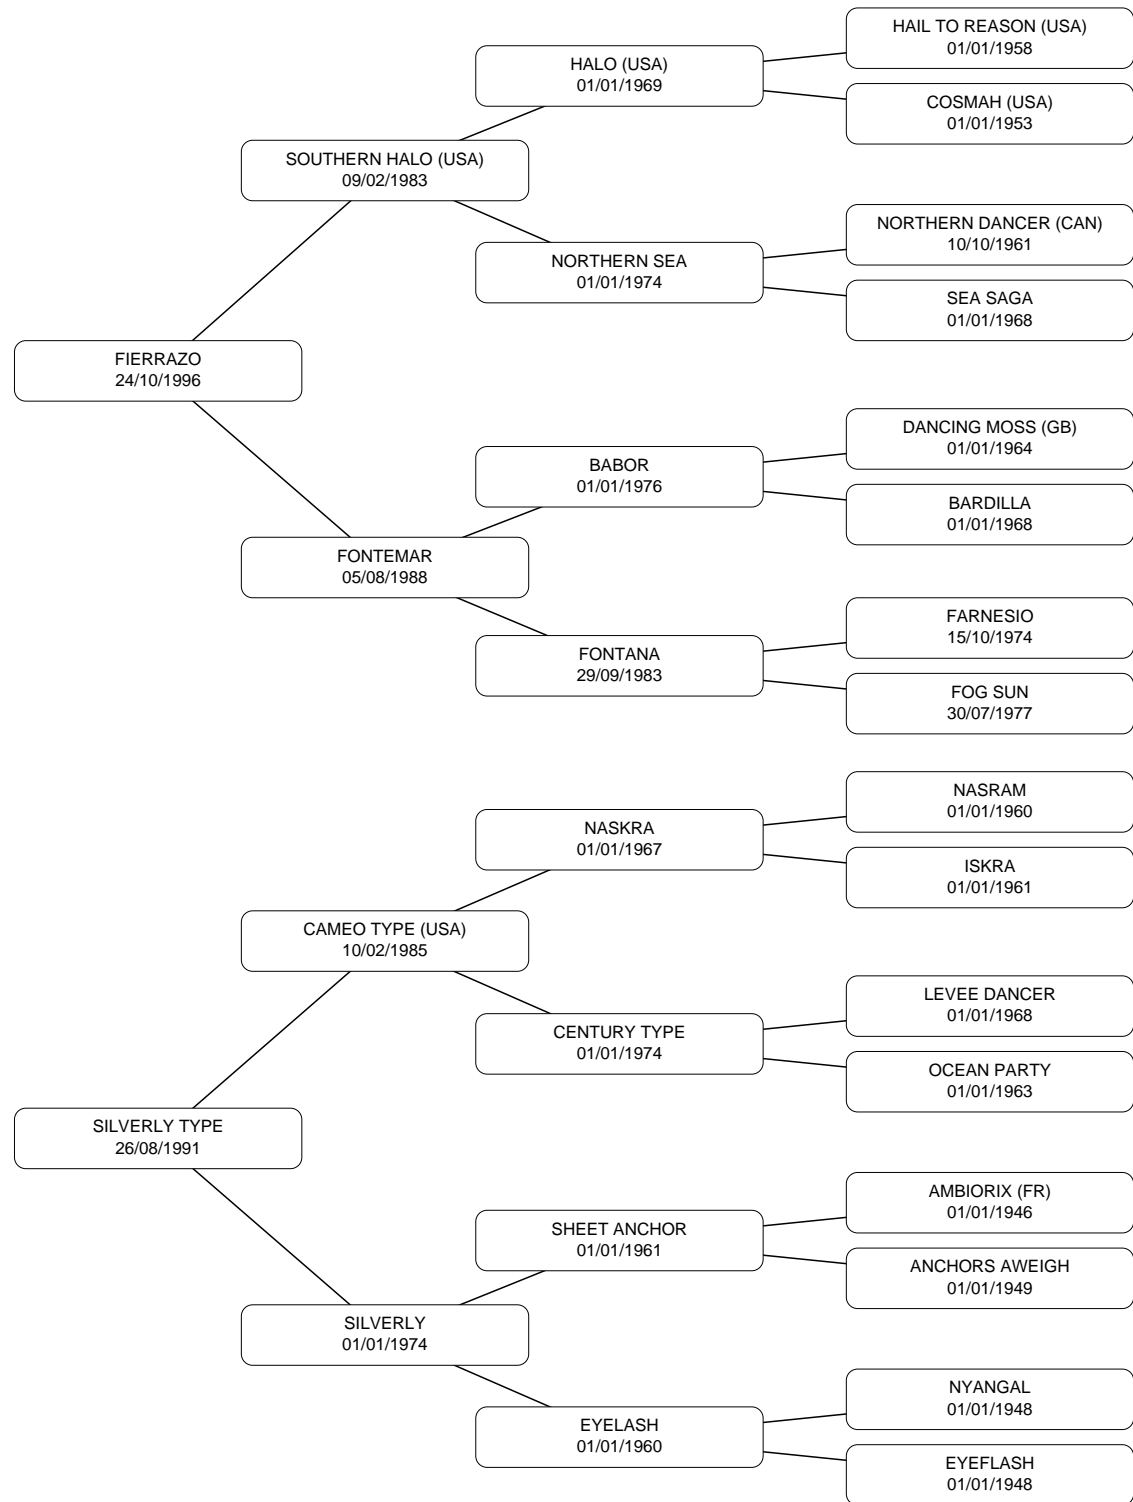 HAIL TO REASON (USA)
01/01/1958
HALO (USA)
01/01/1969
COSMAH (USA)
01/01/1953
SOUTHERN HALO (USA)
09/02/1983
NORTHERN DANCER (CAN)
10/10/1961
NORTHERN SEA
01/01/1974
SEA SAGA
01/01/1968
FIERRAZO
24/10/1996
DANCING MOSS (GB)
01/01/1964
BABOR
01/01/1976
BARDILLA
01/01/1968
FONTEMAR
05/08/1988
FARNESIO
15/10/1974
FONTANA
29/09/1983
FOG SUN
30/07/1977
NASRAM
01/01/1960
NASKRA
01/01/1967
ISKRA
01/01/1961
CAMEO TYPE (USA)
10/02/1985
LEVEE DANCER
01/01/1968
CENTURY TYPE
01/01/1974
OCEAN PARTY
01/01/1963
SILVERLY TYPE
26/08/1991
AMBIORIX (FR)
01/01/1946
SHEET ANCHOR
01/01/1961
ANCHORS AWEIGH
01/01/1949
SILVERLY
01/01/1974
NYANGAL
01/01/1948
EYELASH
01/01/1960
EYEFLASH
01/01/1948